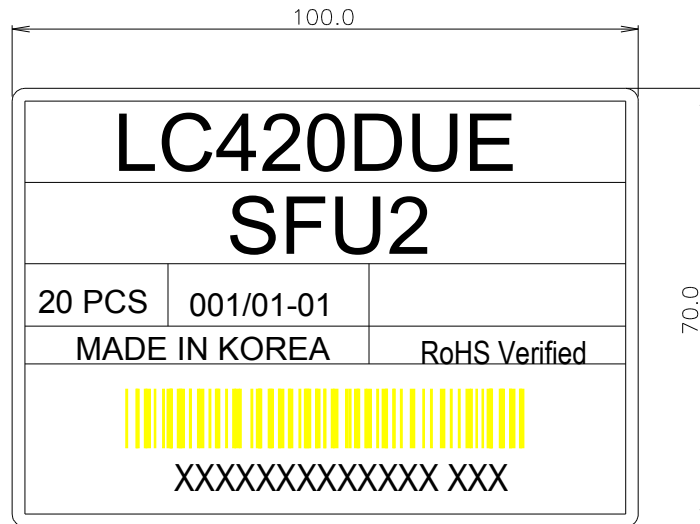 100.0
LC420DUE
SFU2
20 PCS 001/01-01
70.0
MADE IN KOREA RoHS Verified
XXXXXXXXXXXXX XXX